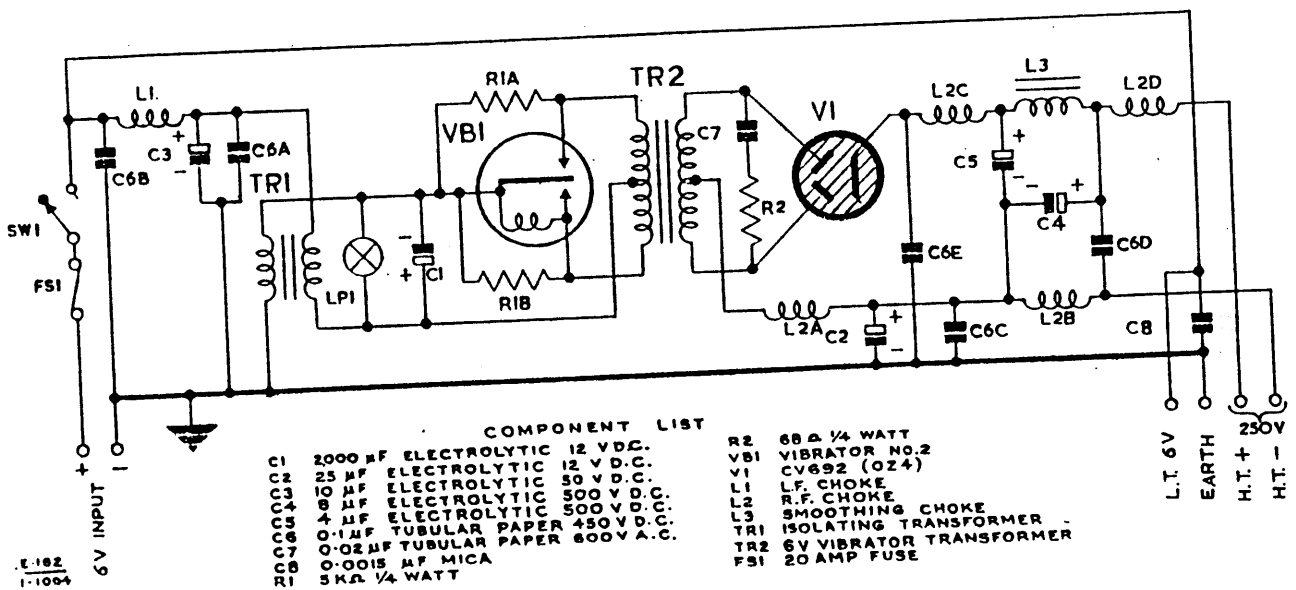 L1.
C3
+
-
C6A
C6B
TR1
SW1
FS1
R1A
VB1
LP1
-
+
C1
R1B
TR2
C7
R2
V1
L2C
L3
L2D
+
C5
-
-
+
C4
C6D
C6E
L2A
C2
+
-
C6C
L2B
C8
+
-
6V INPUT
L.T. 6V
EARTH
H.T. +
H.T. -
250V
COMPONENT LIST
C1 2,000 µF ELECTROLYTIC 12 V D.C.
C2 25 µF ELECTROLYTIC 12 V D.C.
C3 10 µF ELECTROLYTIC 50 V D.C.
C4 8 µF ELECTROLYTIC 500 V D.C.
C5 4 µF ELECTROLYTIC 500 V D.C.
C6 0·1 µF TUBULAR PAPER 450 V D.C.
C7 0·02 µF TUBULAR PAPER 600 V A.C.
C8 0·0015 µF MICA
R1 5 KΩ 1/4 WATT
R2 68 Ω 1/4 WATT
VB1 VIBRATOR NO.2
V1 CV692 (OZ4)
L1 L.F. CHOKE
L2 R.F. CHOKE
L3 SMOOTHING CHOKE
TR1 ISOLATING TRANSFORMER
TR2 6V VIBRATOR TRANSFORMER
FS1 20 AMP FUSE
E-182
1-1004